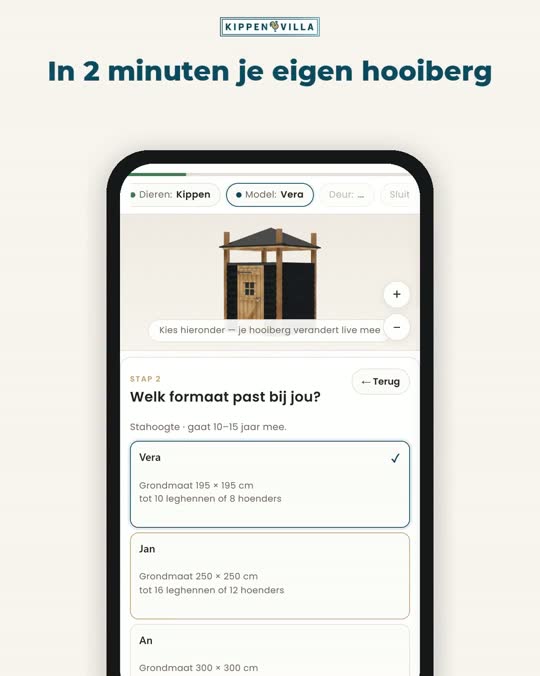 KIPPEN VILLA
In 2 minuten je eigen hooiberg
Dieren: Kippen
Model: Vera
Deur: ...
Sluit
+
Kies hieronder — je hooiberg verandert live mee
−
STAP 2
← Terug
Welk formaat past bij jou?
Stahoogte · gaat 10–15 jaar mee.
Vera ✓
Grondmaat 195 × 195 cm
tot 10 leghennen of 8 hoenders
Jan
Grondmaat 250 × 250 cm
tot 16 leghennen of 12 hoenders
An
Grondmaat 300 × 300 cm